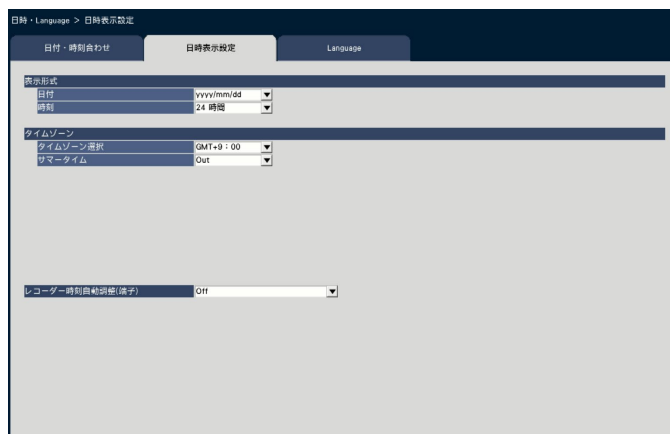 日時・Language > 日時表示設定
日付・時刻合わせ 日時表示設定 Language
表示形式
日付 yyyy/mm/dd
時刻 24 時間
タイムゾーン
タイムゾーン選択 GMT+9：00
サマータイム Out
レコーダー時刻自動調整(端子) Off